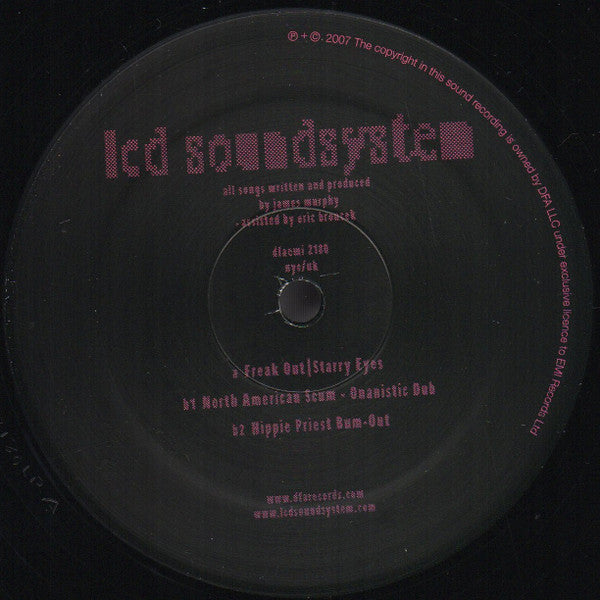 ℗ + ©. 2007 The copyright in this sound recording is owned by DFA LLC under exclusive licence to EMI Records Ltd
lcd soundsystem
all songs written and produced
by james murphy
- assisted by eric broucek
dfaemi 2180
nyc/uk
a Freak Out|Starry Eyes
b1 North American Scum - Onanistic Dub
b2 Hippie Priest Bum-Out
www.dfarecords.com
www.lcdsoundsystem.com